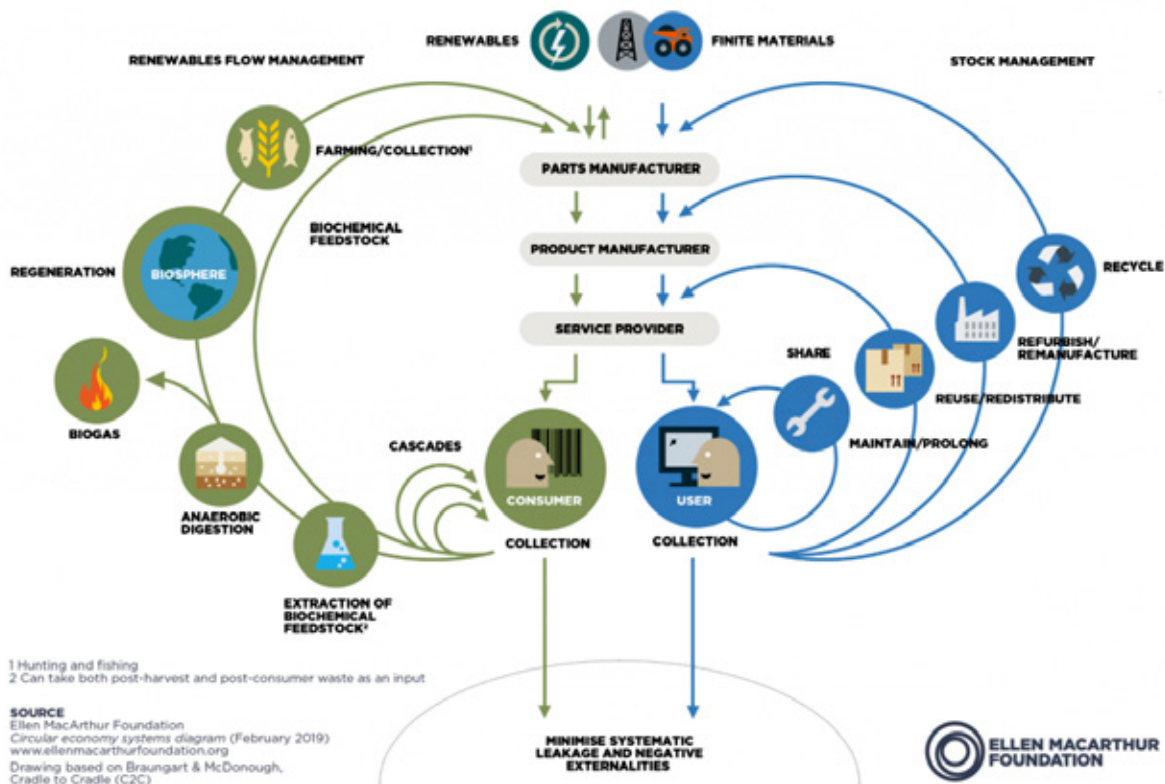 RENEWABLES
FINITE MATERIALS
RENEWABLES FLOW MANAGEMENT
STOCK MANAGEMENT
FARMING/COLLECTION¹
PARTS MANUFACTURER
BIOCHEMICAL
FEEDSTOCK
PRODUCT MANUFACTURER
REGENERATION
BIOSPHERE
RECYCLE
SERVICE PROVIDER
SHARE
REFURBISH/
REMANUFACTURE
REUSE/REDISTRIBUTE
BIOGAS
CASCADES
MAINTAIN/PROLONG
CONSUMER
USER
ANAEROBIC
DIGESTION
COLLECTION
COLLECTION
EXTRACTION OF
BIOCHEMICAL
FEEDSTOCK²
1 Hunting and fishing
2 Can take both post-harvest and post-consumer waste as an input
SOURCE
Ellen MacArthur Foundation
Circular economy systems diagram (February 2019)
www.ellenmacarthurfoundation.org
Drawing based on Braungart & McDonough,
Cradle to Cradle (C2C)
MINIMISE SYSTEMATIC
LEAKAGE AND NEGATIVE
EXTERNALITIES
ELLEN MACARTHUR
FOUNDATION